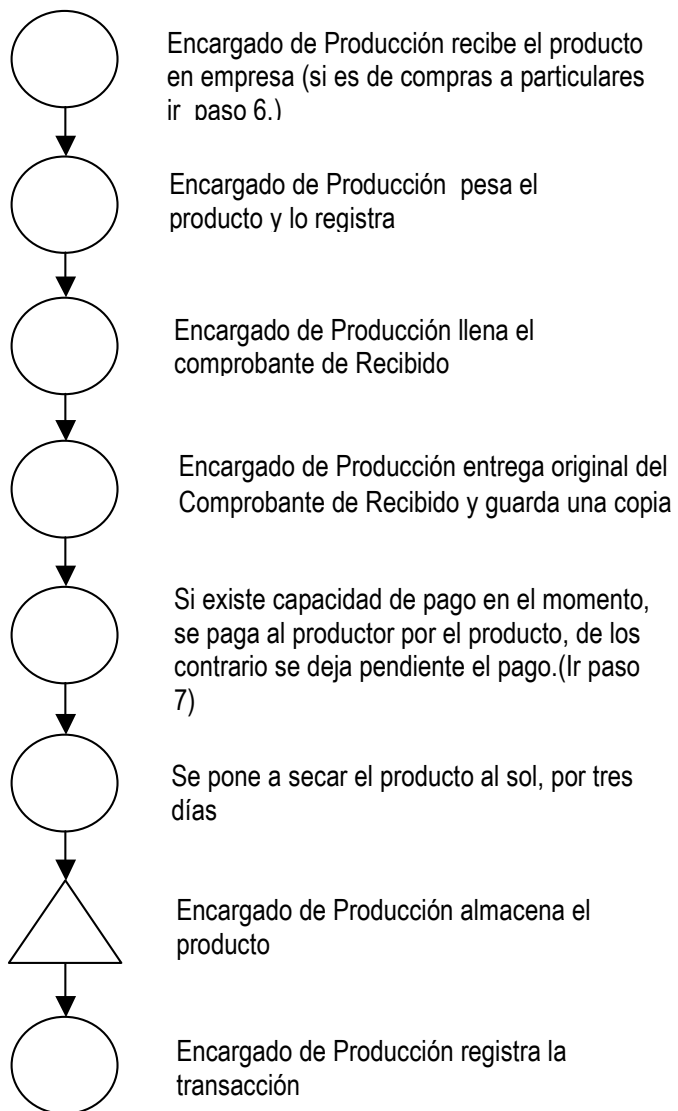 Encargado de Producción recibe el producto
en empresa (si es de compras a particulares
ir paso 6.)
Encargado de Producción pesa el
producto y lo registra
Encargado de Producción llena el
comprobante de Recibido
Encargado de Producción entrega original del
Comprobante de Recibido y guarda una copia
Si existe capacidad de pago en el momento,
se paga al productor por el producto, de los
contrario se deja pendiente el pago.(Ir paso
7)
Se pone a secar el producto al sol, por tres
días
Encargado de Producción almacena el
producto
Encargado de Producción registra la
transacción